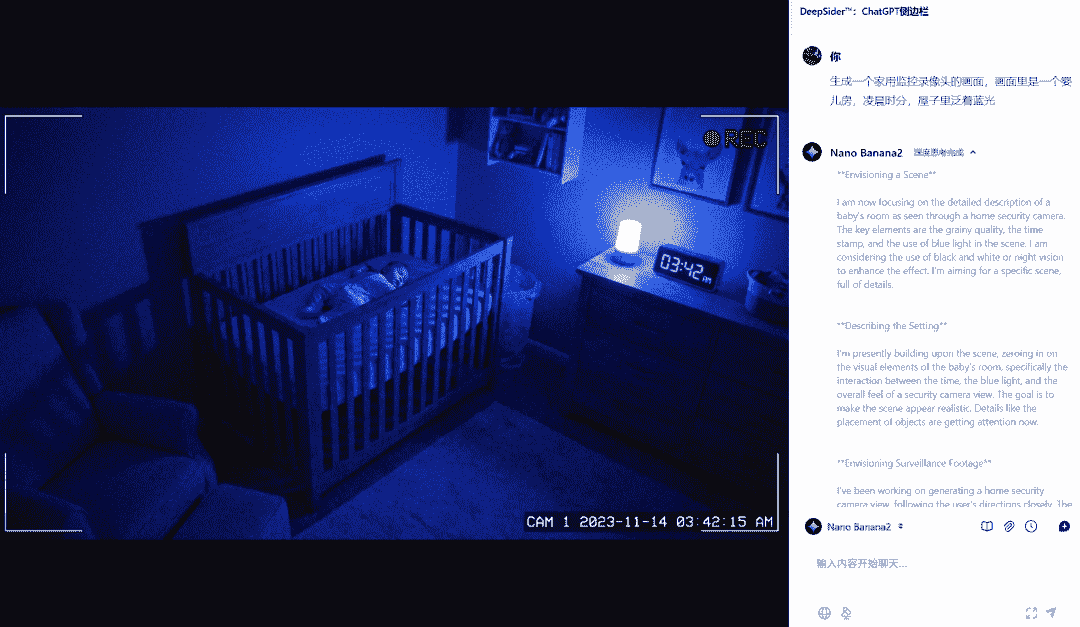 REC
03:42 AM
CAM 1 2023-11-14 03:42:15 AM
DeepSider™: ChatGPT侧边栏
你
生成一个家用监控录像头的画面，画面里是一个婴
儿房，凌晨时分，屋子里泛着蓝光
Nano Banana2 深度思考完成
**Envisioning a Scene**
I am now focusing on the detailed description of a
baby's room as seen through a home security camera.
The key elements are the grainy quality, the time
stamp, and the use of blue light in the scene. I am
considering the use of black and white or night vision
to enhance the effect. I'm aiming for a specific scene,
full of details.
**Describing the Setting**
I'm presently building upon the scene, zeroing in on
the visual elements of the baby's room, specifically the
interaction between the time, the blue light, and the
overall feel of a security camera view. The goal is to
make the scene appear realistic. Details like the
placement of objects are getting attention now.
**Envisioning Surveillance Footage**
I've been working on generating a home security
camera view, following the user's directions closely. The
Nano Banana2
输入内容开始聊天...